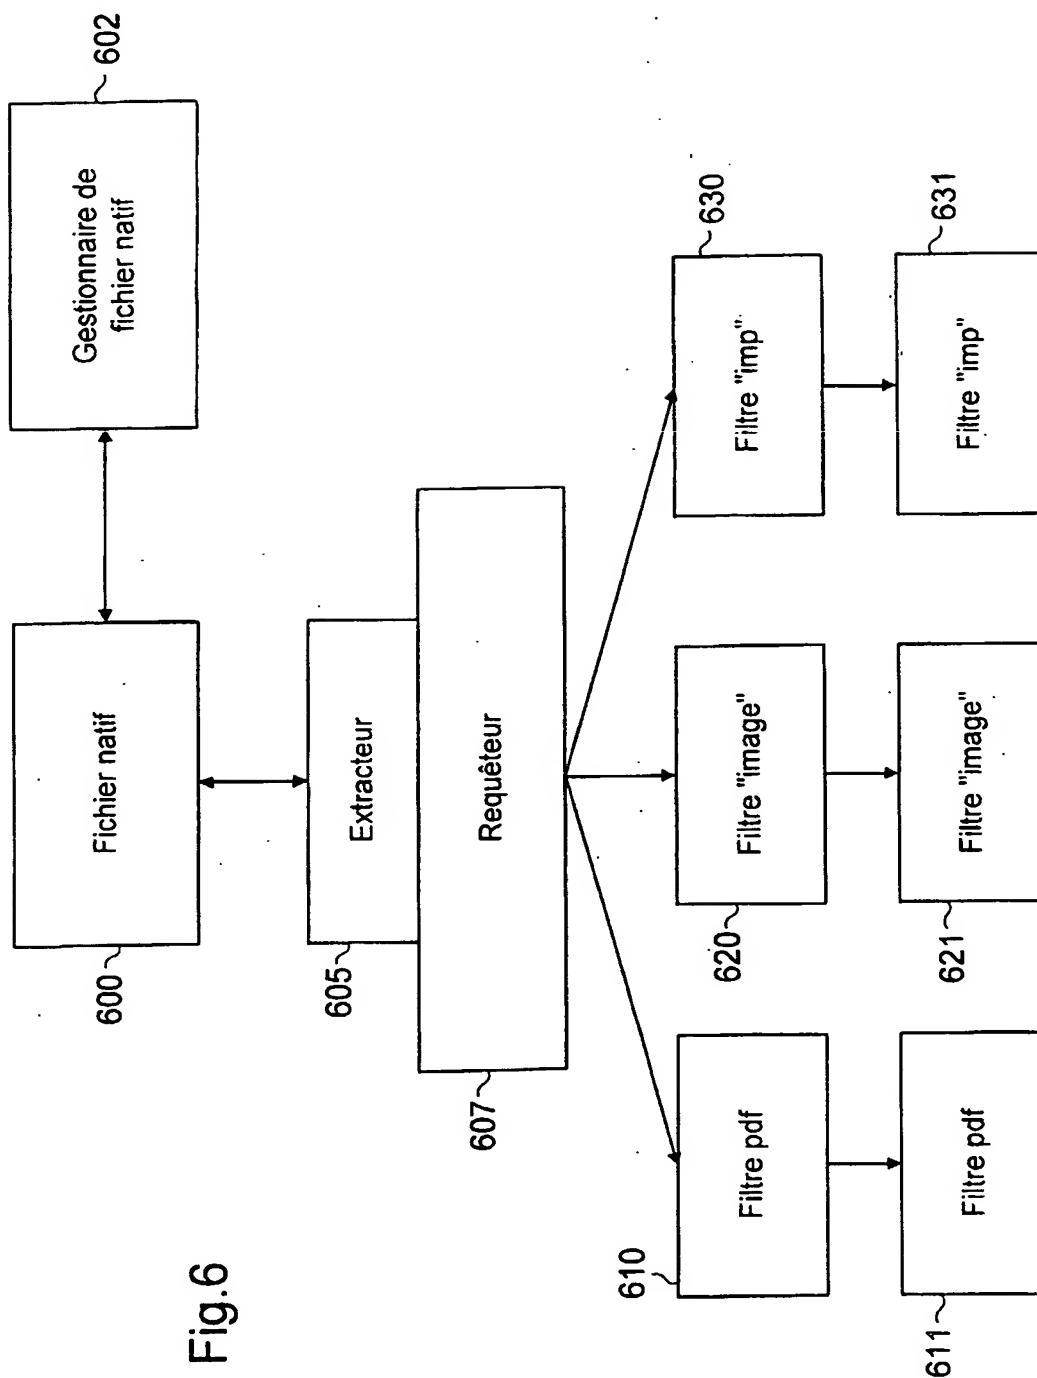 Fig.6
Fichier natif
600
Gestionnaire de
fichier natif
602
Extracteur
605
Requêteur
607
Filtre pdf
610
Filtre "image"
620
Filtre "imp"
630
Filtre pdf
611
Filtre "image"
621
Filtre "imp"
631